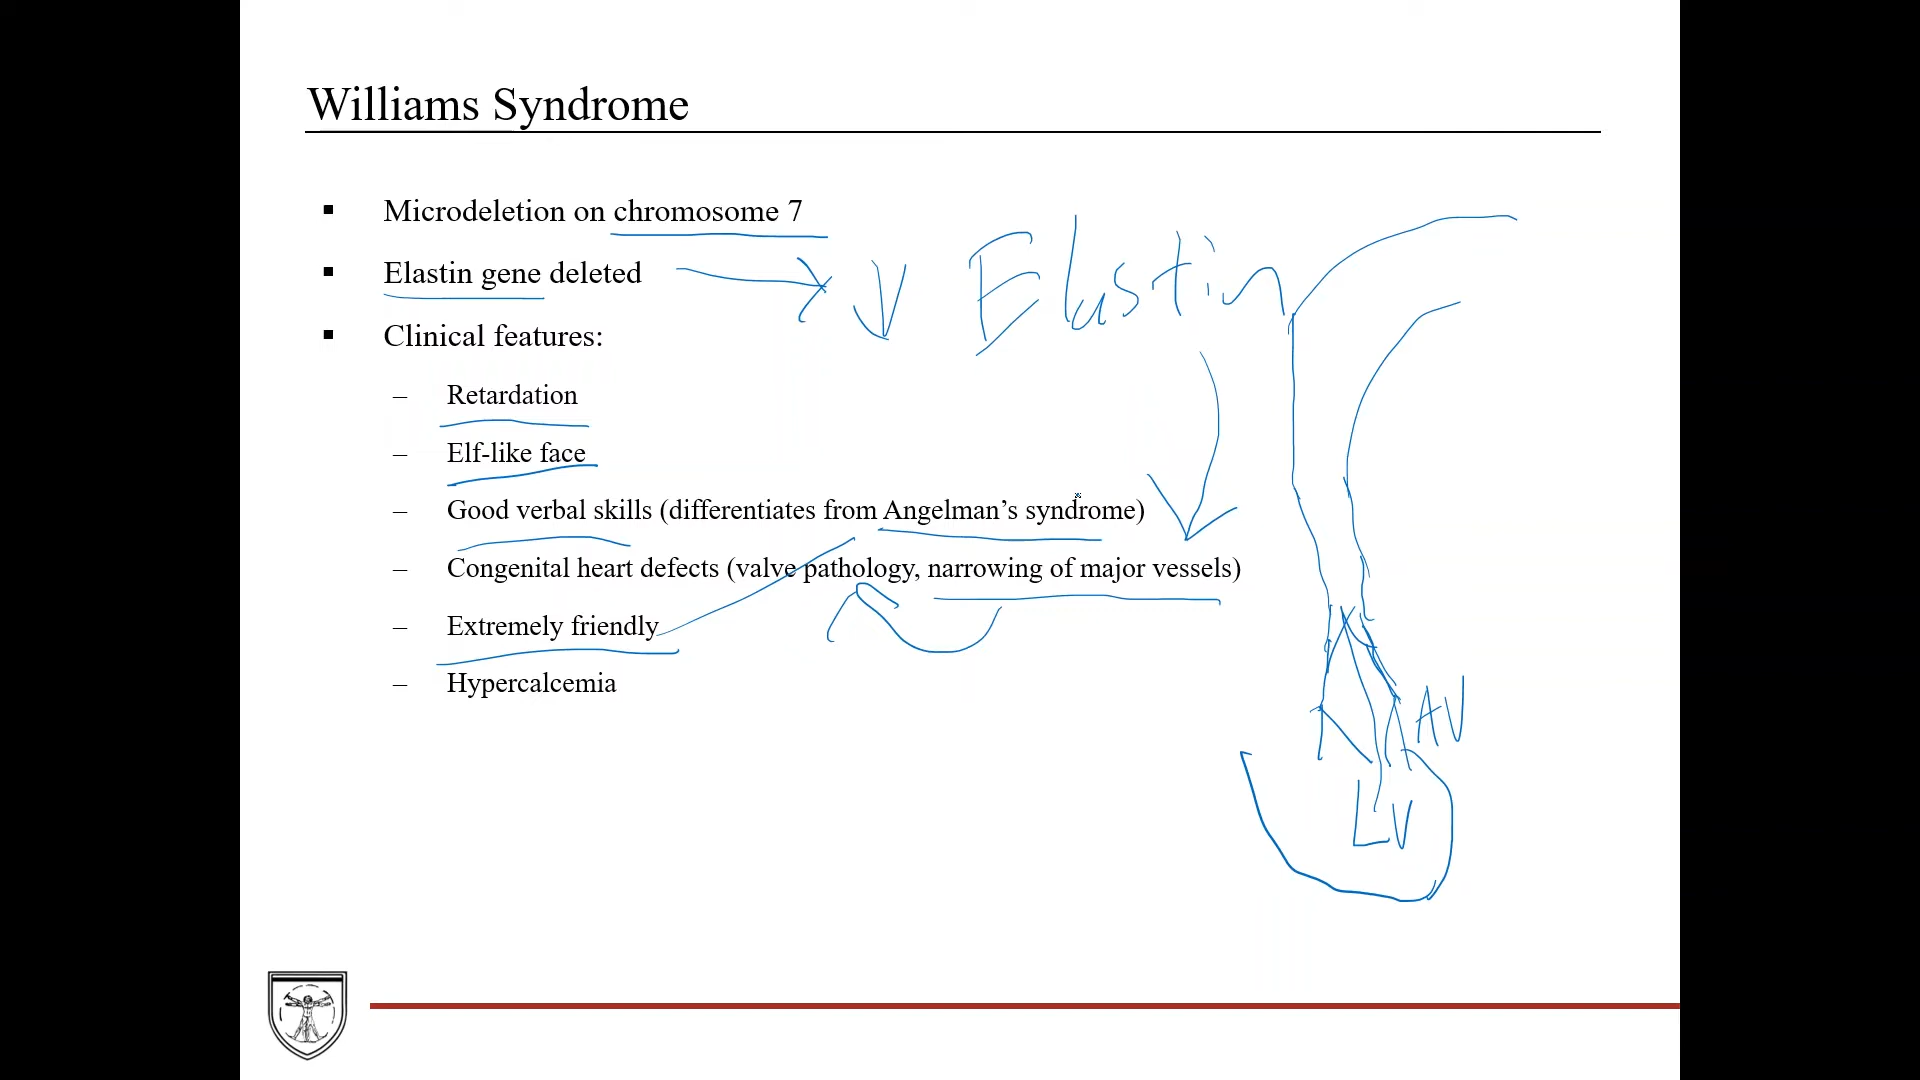 Williams Syndrome
▪ Microdeletion on chromosome 7
▪ Elastin gene deleted
↓ Elastin
▪ Clinical features:
– Retardation
– Elf-like face
– Good verbal skills (differentiates from Angelman’s syndrome)
– Congenital heart defects (valve pathology, narrowing of major vessels)
– Extremely friendly
– Hypercalcemia
AV
LV